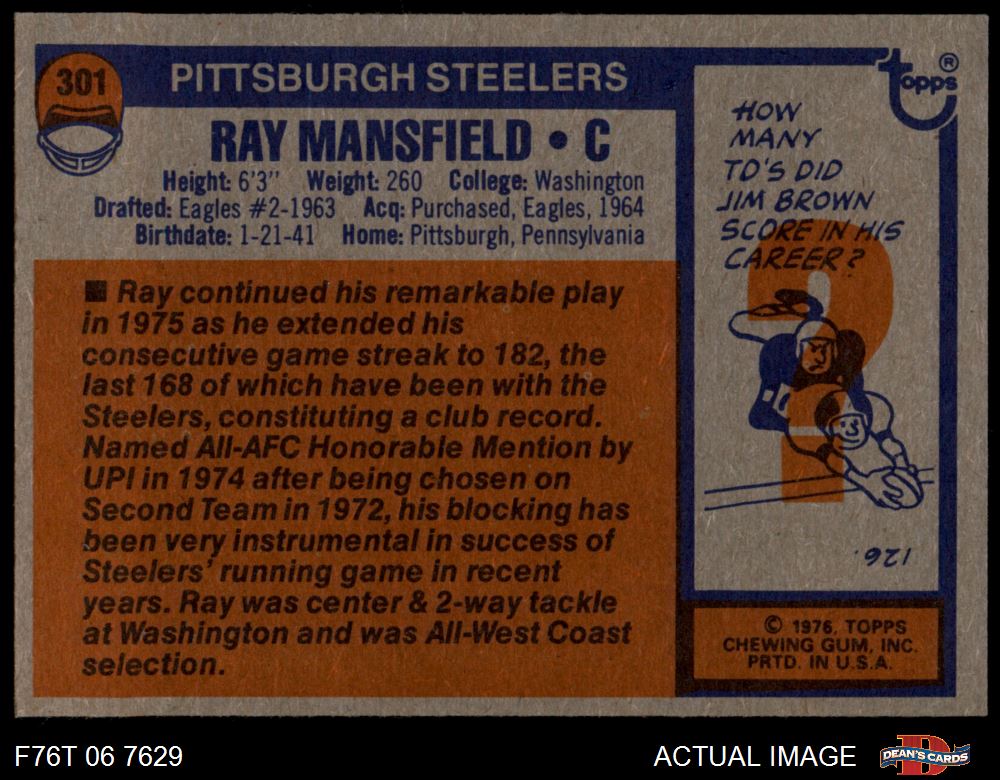 301
PITTSBURGH STEELERS
RAY MANSFIELD • C
Height: 6'3" Weight: 260 College: Washington
Drafted: Eagles #2-1963 Acq: Purchased, Eagles, 1964
Birthdate: 1-21-41 Home: Pittsburgh, Pennsylvania
■ Ray continued his remarkable play
in 1975 as he extended his
consecutive game streak to 182, the
last 168 of which have been with the
Steelers, constituting a club record.
Named All-AFC Honorable Mention by
UPI in 1974 after being chosen on
Second Team in 1972, his blocking has
been very instrumental in success of
Steelers' running game in recent
years. Ray was center & 2-way tackle
at Washington and was All-West Coast
selection.
topps ®
HOW
MANY
TD'S DID
JIM BROWN
SCORE IN HIS
CAREER?
?
126.
© 1976, TOPPS
CHEWING GUM, INC.
PRTD. IN U.S.A.
F76T 06 7629
ACTUAL IMAGE
D
DEAN'S CARDS